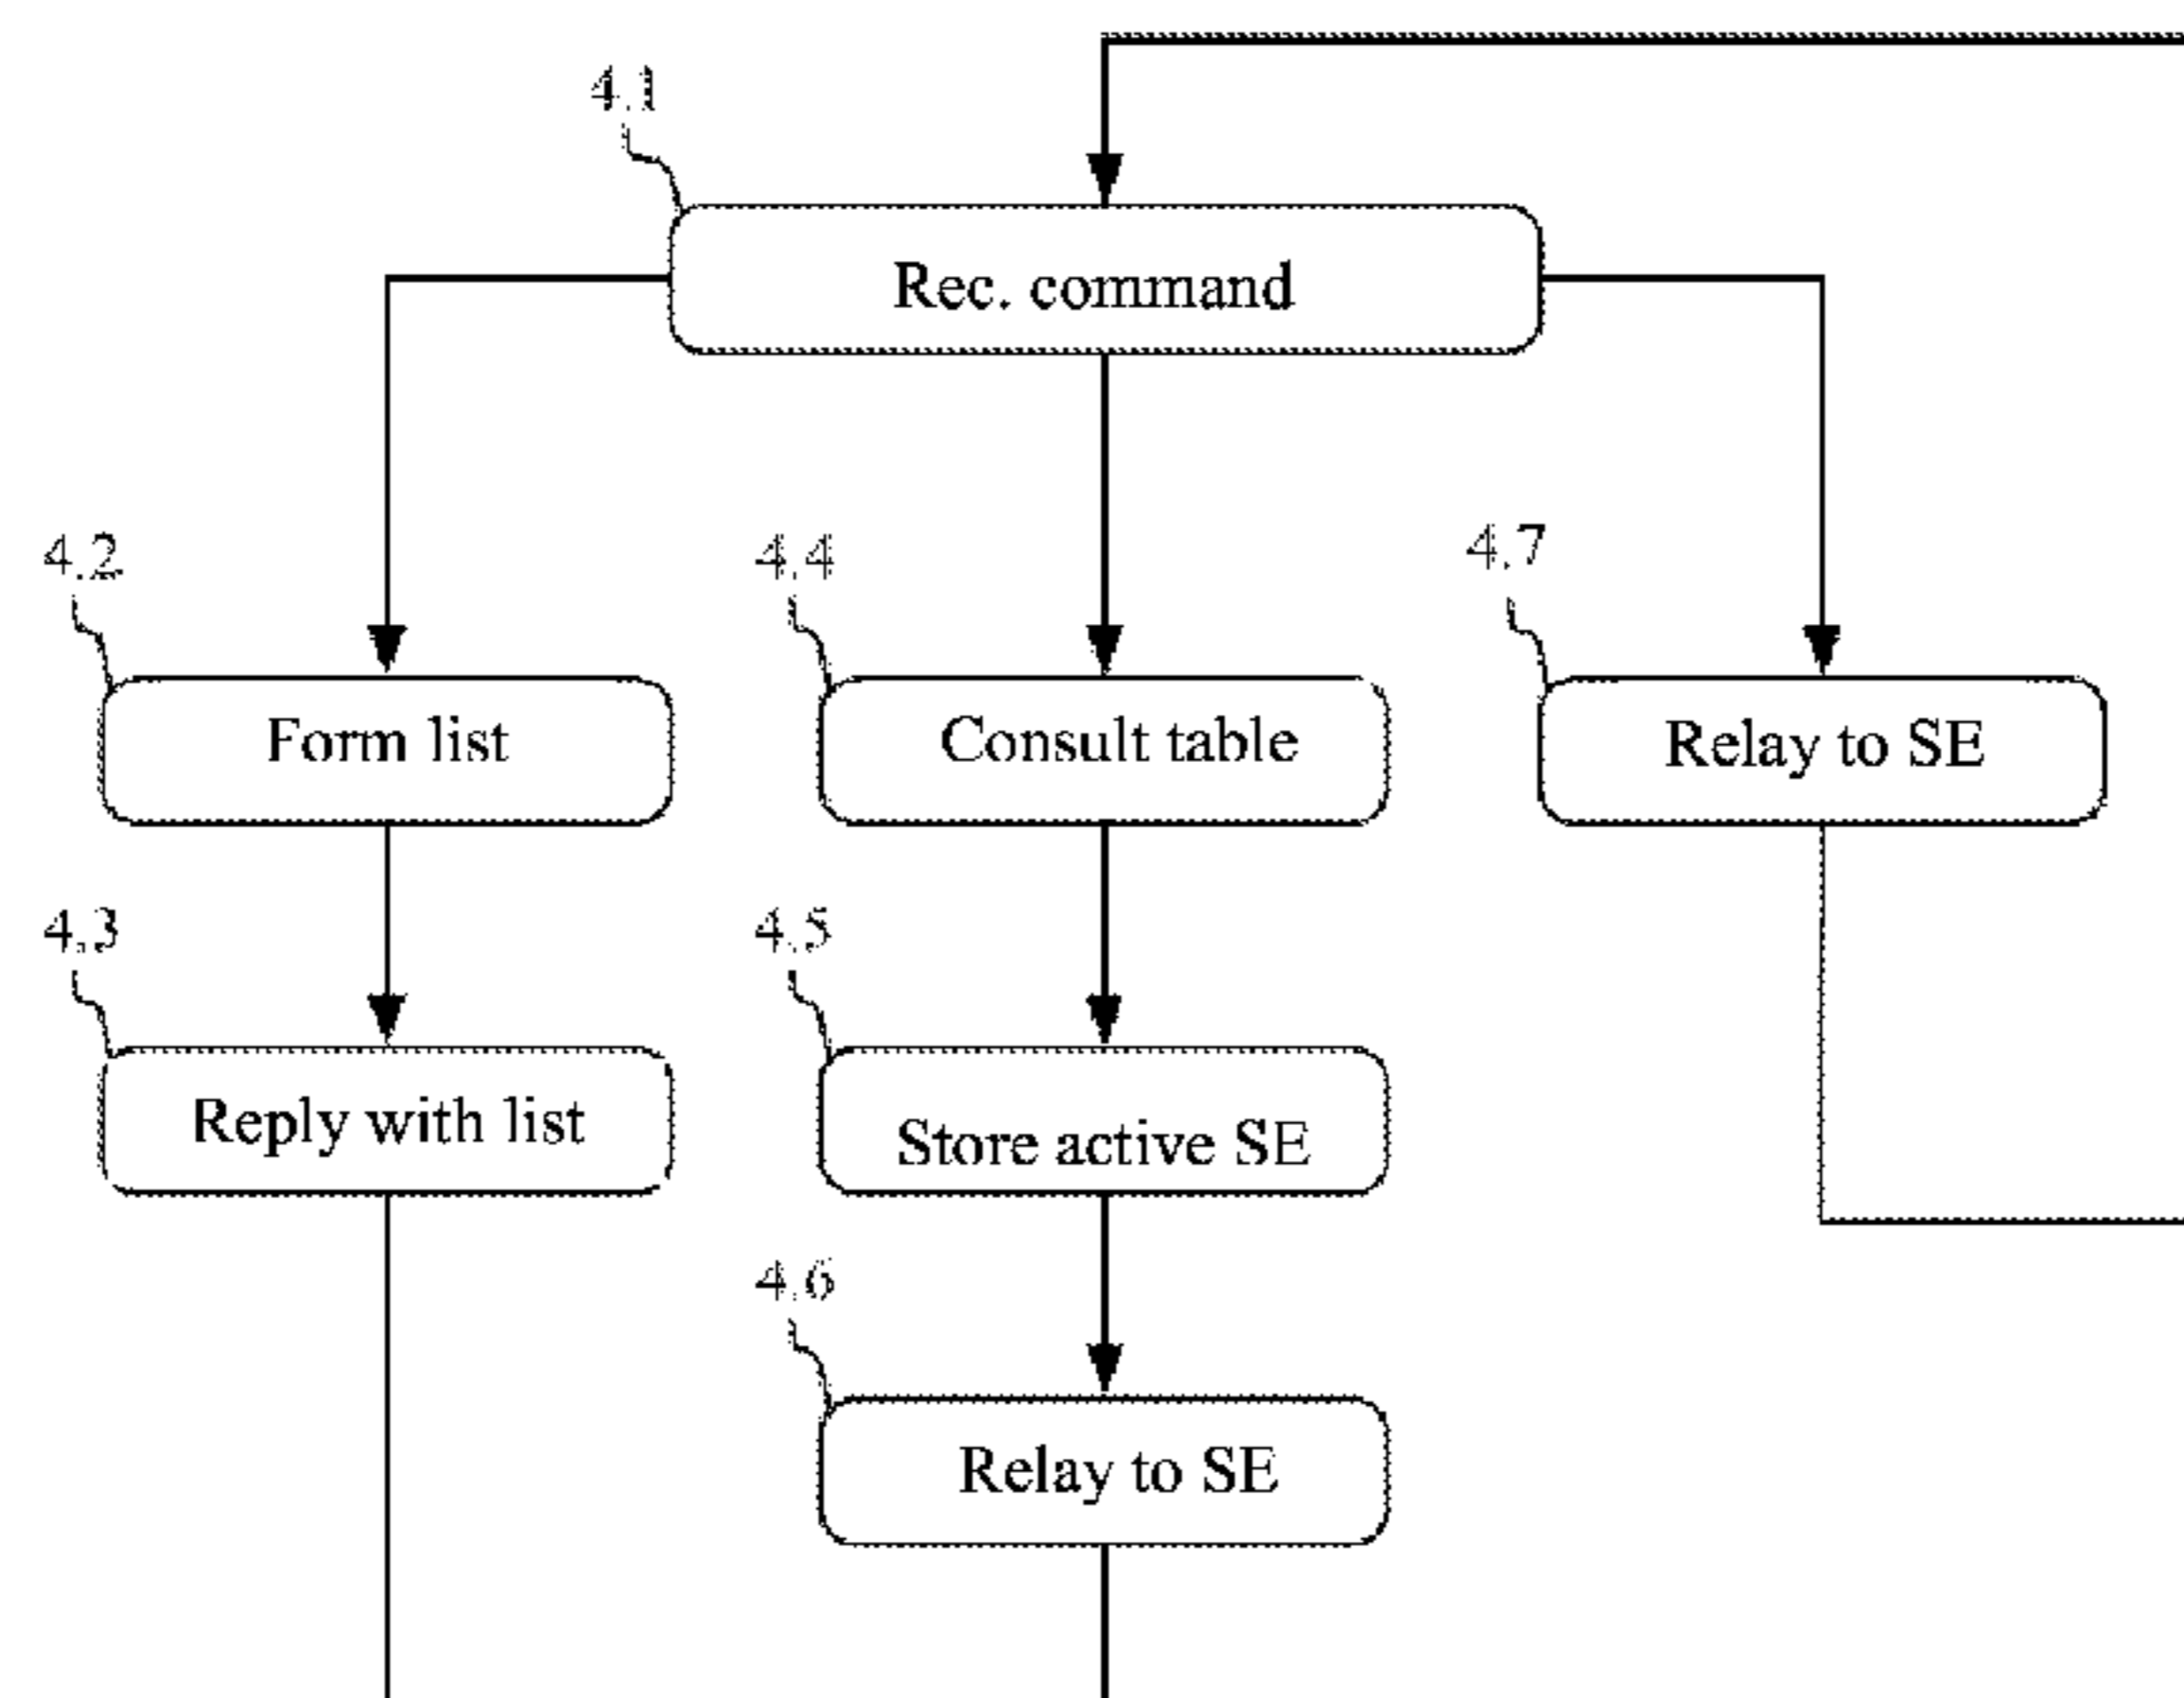 4.1
Rec. command
4.2
4.4
4.7
Form list
Consult table
Relay to SE
4.3
4.5
Reply with list
Store active SE
4.6
Relay to SE